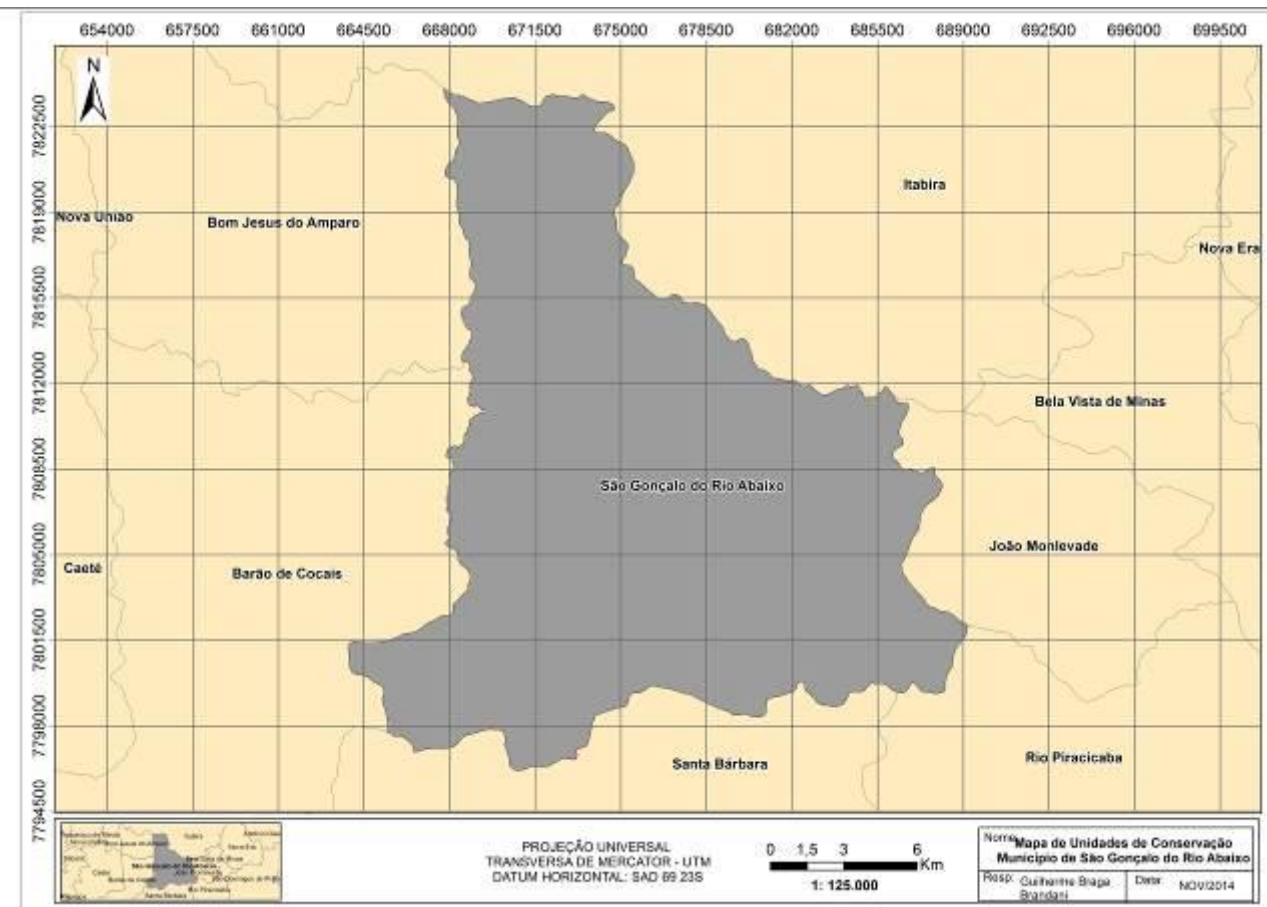 654000 657500 661000 664500 668000 671500 675000 678500 682000 685500 689000 692500 696000 699500
N
7822500
Itabira
7819000
Nova União
Bom Jesus do Amparo
Nova Era
7815500
7812000
Bela Vista de Minas
7808500
São Gonçalo do Rio Abaixo
João Monlevade
7805000
Caeté
Barão de Cocais
7801500
7798000
Santa Bárbara
Rio Piracicaba
7794500
PROJEÇÃO UNIVERSAL
TRANSVERSA DE MERCATOR - UTM
DATUM HORIZONTAL: SAD 69 23S
0 1,5 3 6
Km
1: 125.000
Nome: Mapa de Unidades de Conservação
Município de São Gonçalo do Rio Abaixo
Resp: Guilherme Braga
Brandani
Data: NOV/2014